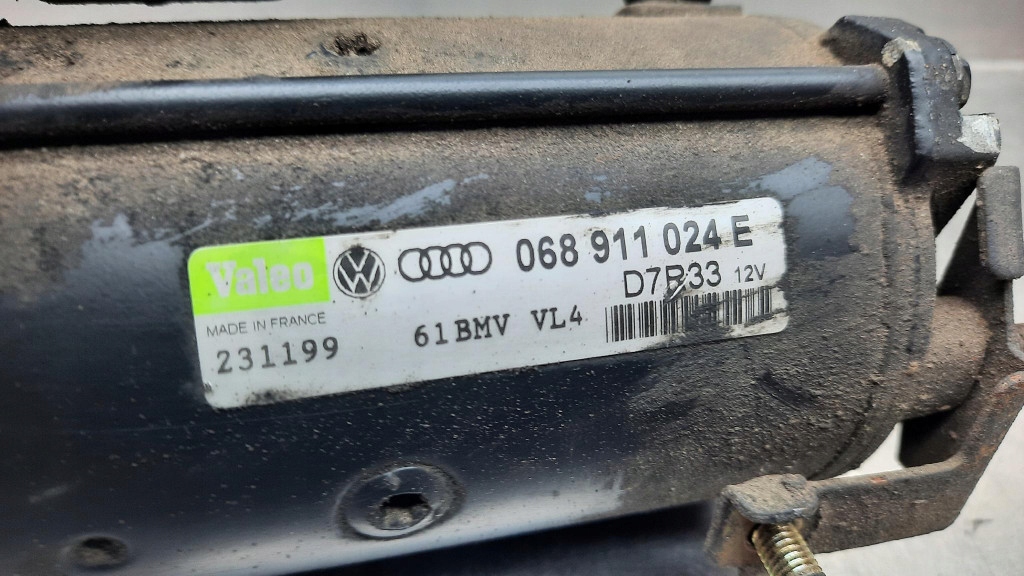 Valeo 068 911 024 E
D7R33 12V
MADE IN FRANCE
231199 61BMV VL4